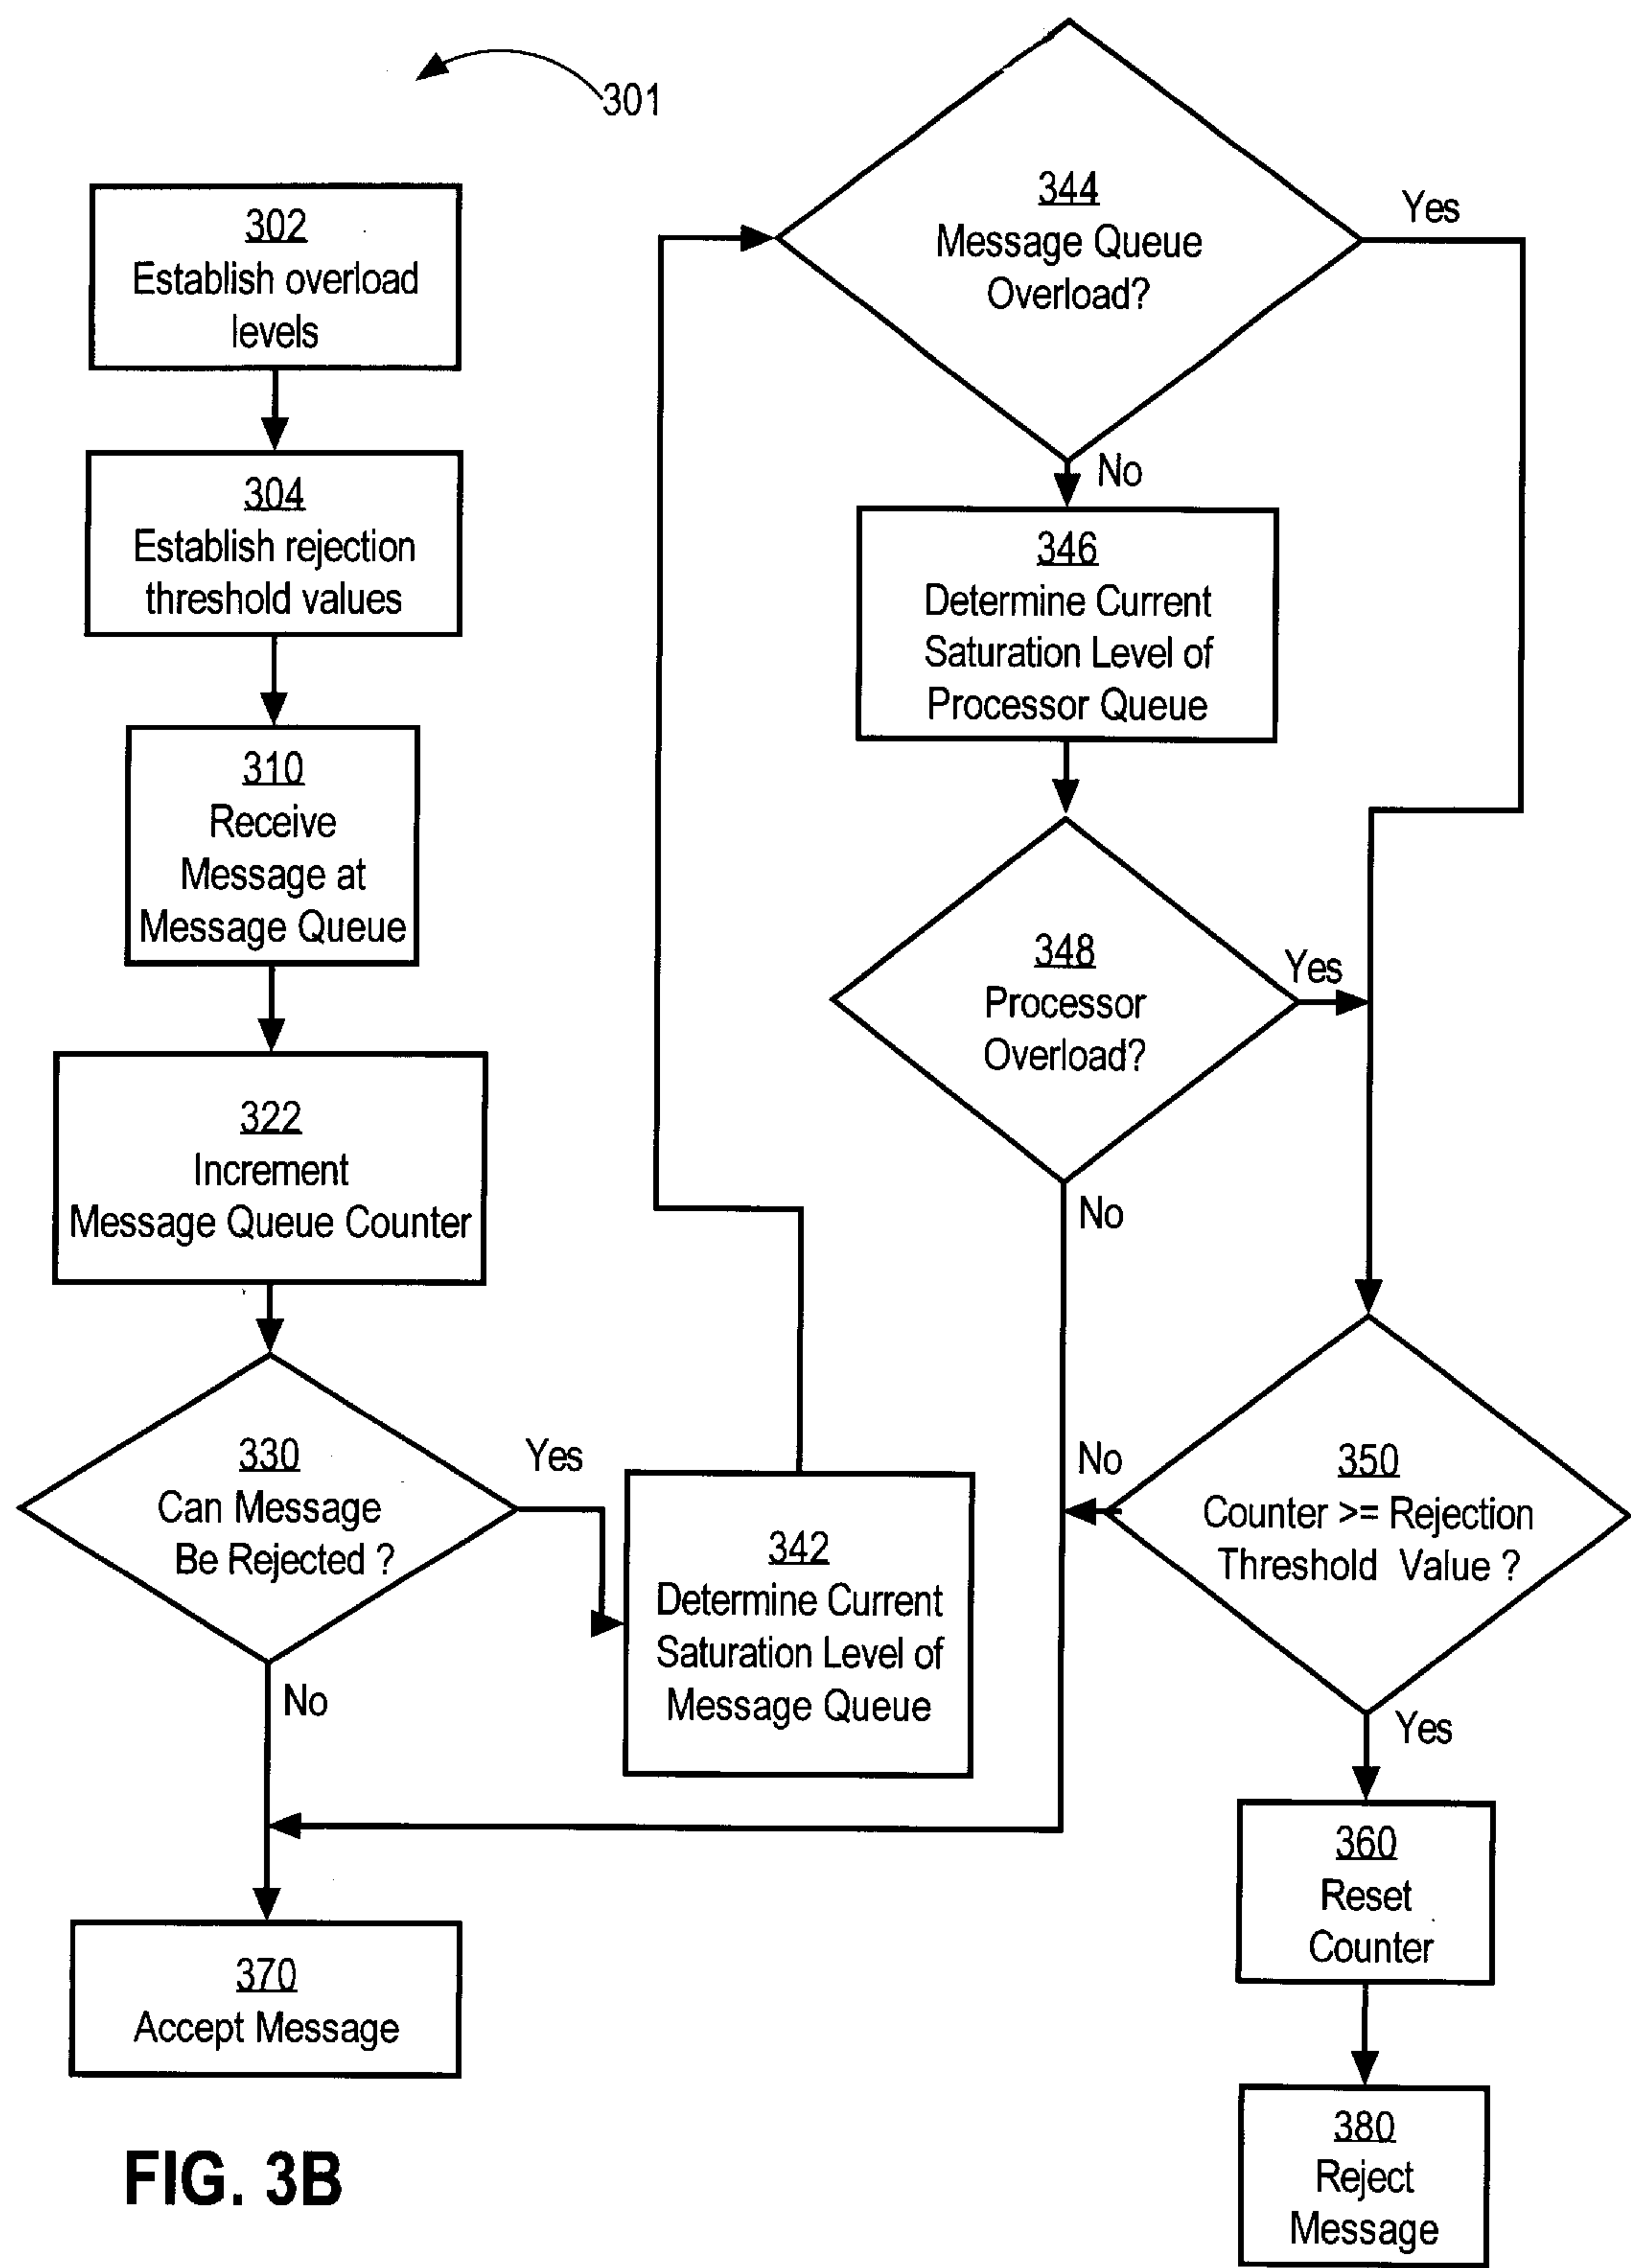 301
302
Establish overload
levels
304
Establish rejection
threshold values
310
Receive
Message at
Message Queue
322
Increment
Message Queue Counter
330
Can Message
Be Rejected ?
Yes
No
342
Determine Current
Saturation Level of
Message Queue
344
Message Queue
Overload?
Yes
No
346
Determine Current
Saturation Level of
Processor Queue
348
Processor
Overload?
Yes
No
350
Counter >= Rejection
Threshold Value ?
No
Yes
360
Reset
Counter
370
Accept Message
380
Reject
Message
FIG. 3B